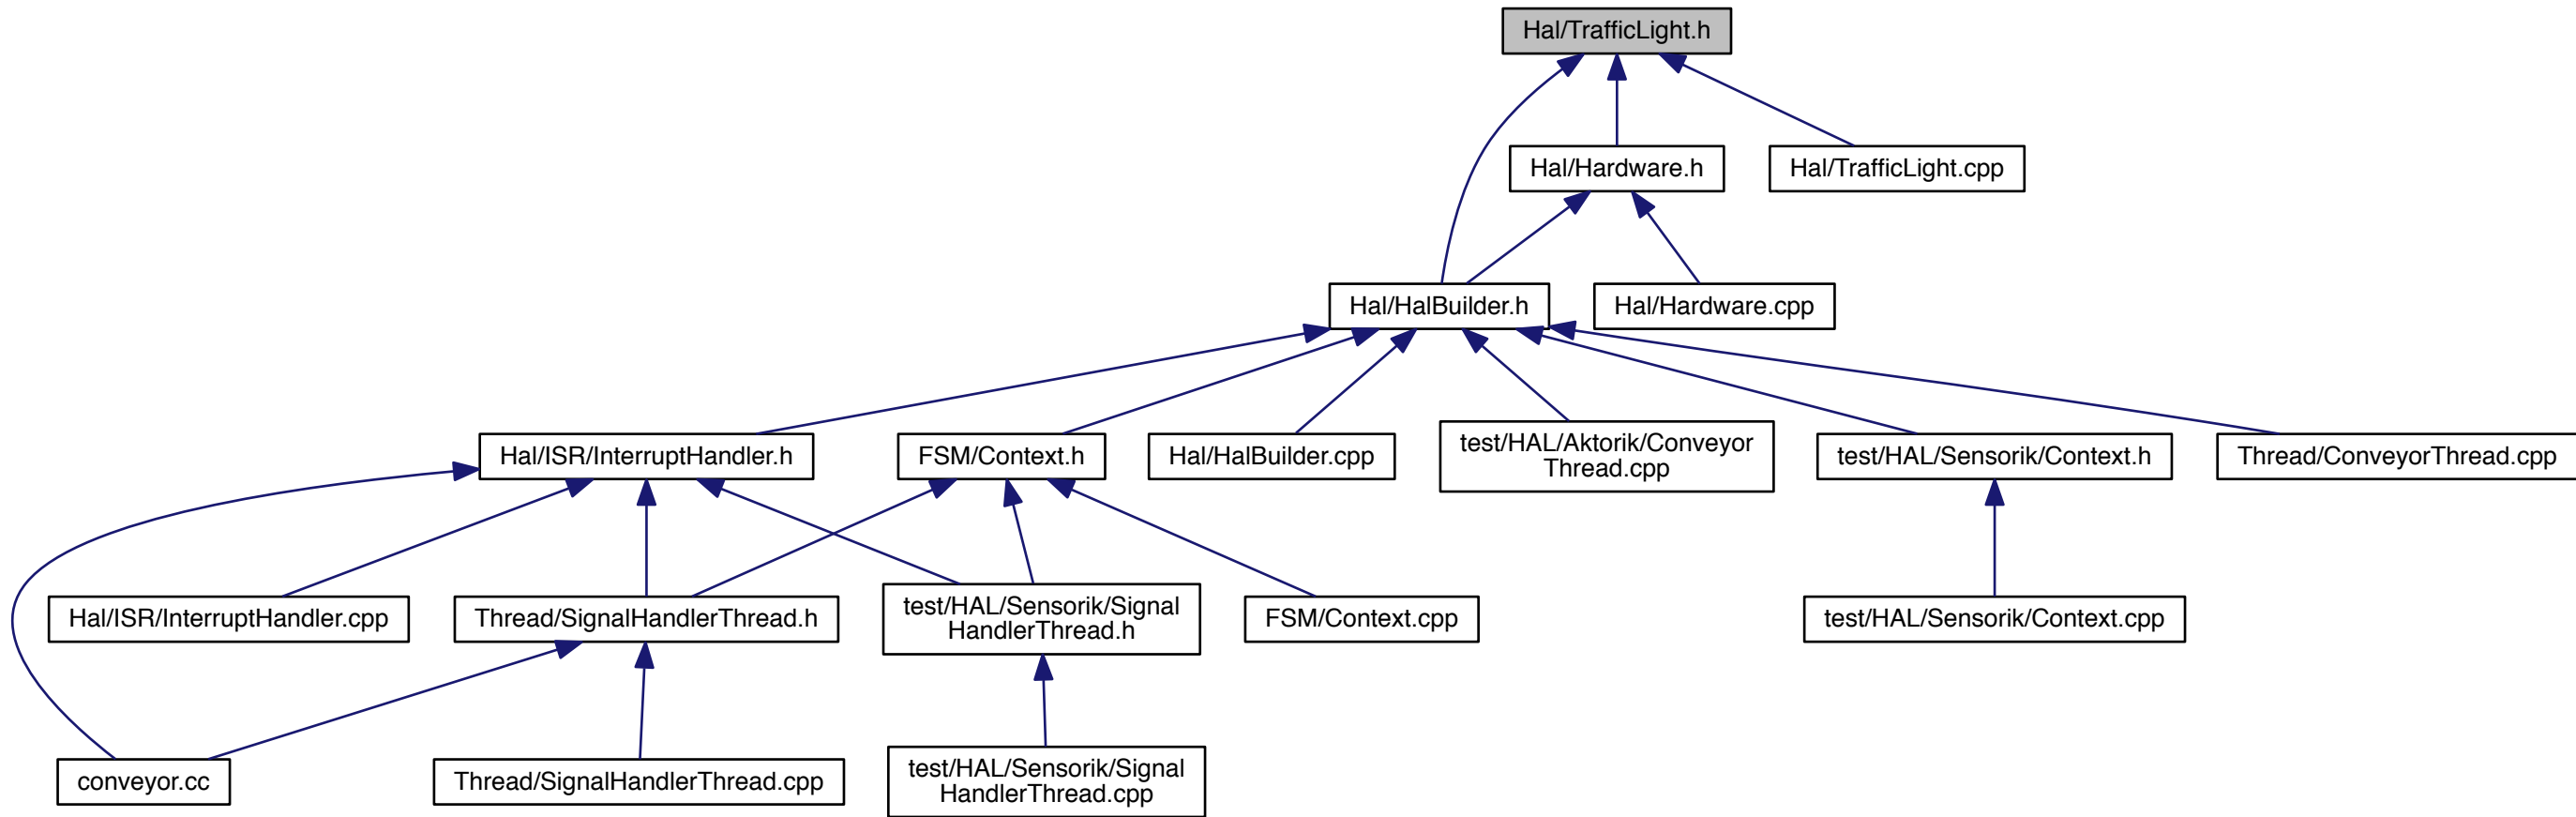 Hal/TrafficLight.h
Hal/Hardware.h
Hal/TrafficLight.cpp
Hal/HalBuilder.h
Hal/Hardware.cpp
Hal/ISR/InterruptHandler.h
FSM/Context.h
Hal/HalBuilder.cpp
test/HAL/Aktorik/Conveyor
Thread.cpp
test/HAL/Sensorik/Context.h
Thread/ConveyorThread.cpp
Hal/ISR/InterruptHandler.cpp
Thread/SignalHandlerThread.h
test/HAL/Sensorik/Signal
HandlerThread.h
FSM/Context.cpp
test/HAL/Sensorik/Context.cpp
conveyor.cc
Thread/SignalHandlerThread.cpp
test/HAL/Sensorik/Signal
HandlerThread.cpp